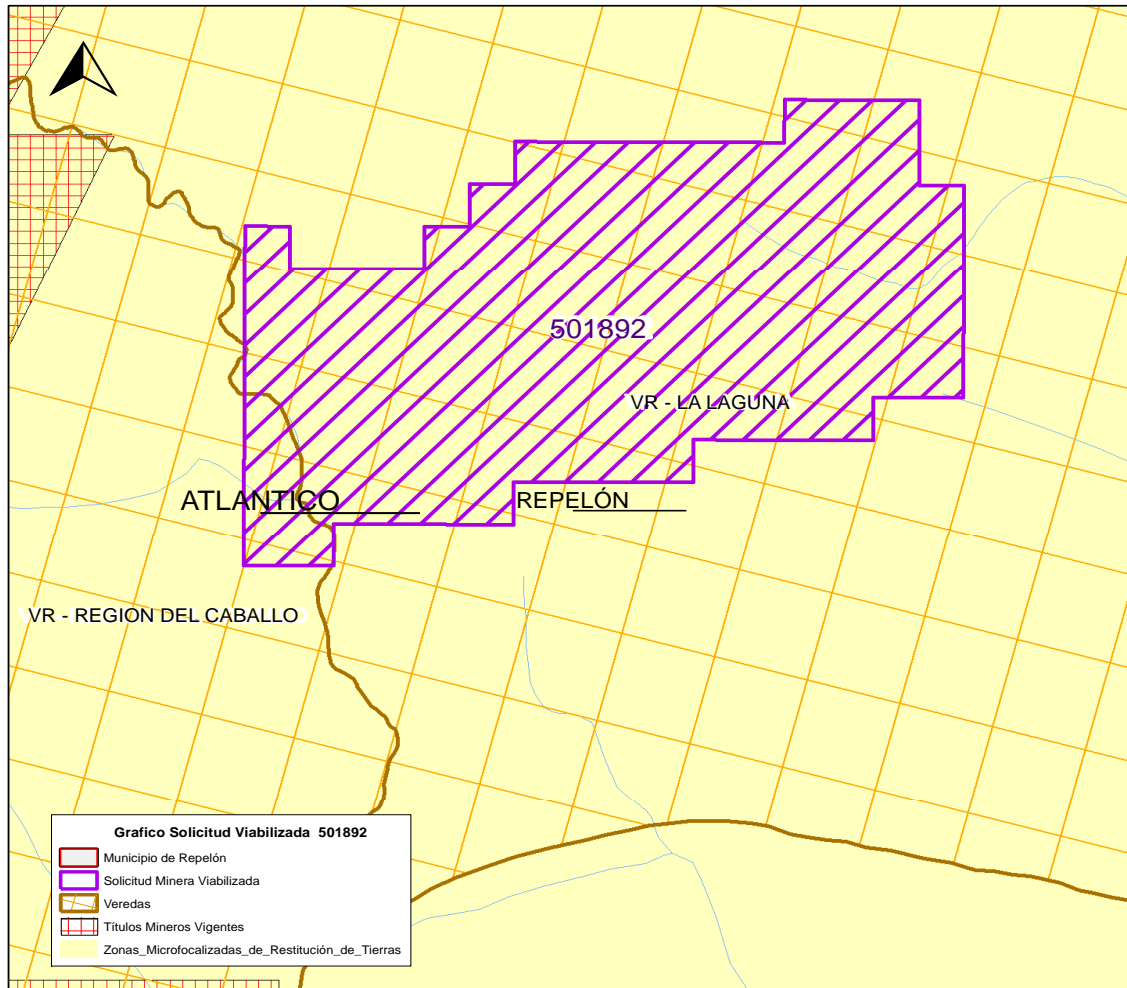 501892
VR - LA LAGUNA
ATLANTICO
REPELÓN
VR - REGION DEL CABALLO
Grafico Solicitud Viabilizada 501892
Municipio de Repelón
Solicitud Minera Viabilizada
Veredas
Títulos Mineros Vigentes
Zonas_Microfocalizadas_de_Restitución_de_Tierras